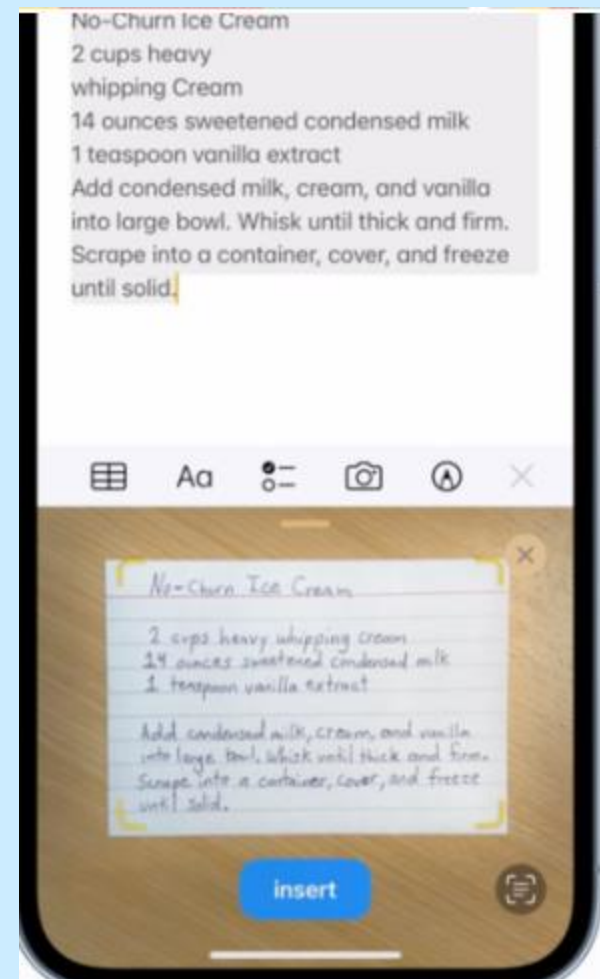 No-Churn Ice Cream
2 cups heavy
whipping Cream
14 ounces sweetened condensed milk
1 teaspoon vanilla extract
Add condensed milk, cream, and vanilla
into large bowl. Whisk until thick and firm.
Scrape into a container, cover, and freeze
until solid.
Aa
No-Churn Ice Cream
2 cups heavy whipping cream
14 ounces sweetened condensed milk
1 teaspoon vanilla extract
Add condensed milk, cream, and vanilla
into large bowl. Whisk until thick and firm.
Scrape into a container, cover, and freeze
until solid.
insert